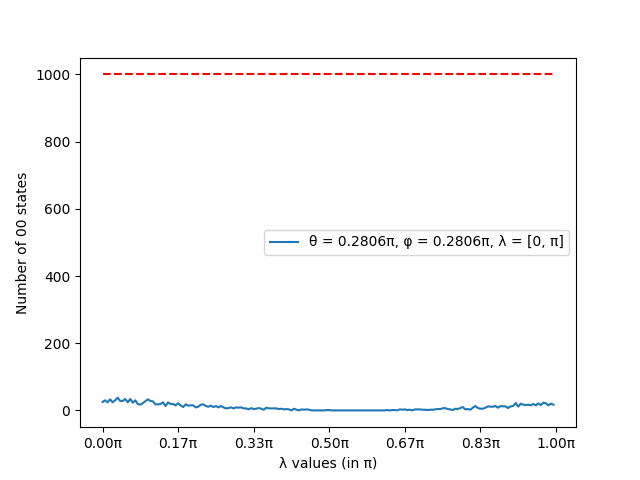 1000
800
600
400
200
0
Number of 00 states
θ = 0.2806π, φ = 0.2806π, λ = [0, π]
0.00π 0.17π 0.33π 0.50π 0.67π 0.83π 1.00π
λ values (in π)